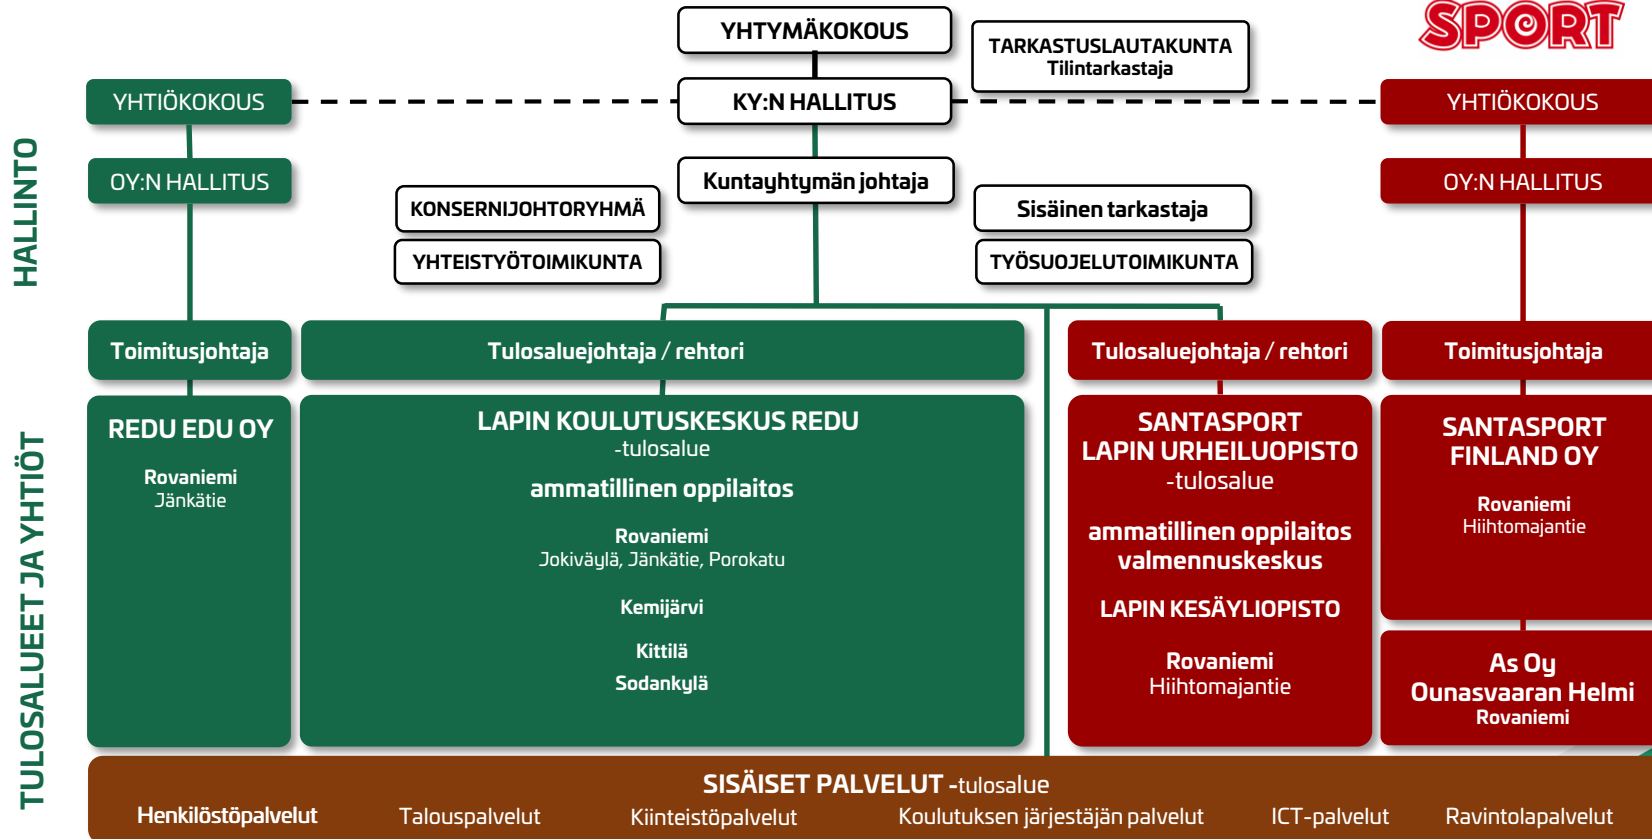 SPORT
YHTYMÄKOKOUS
TARKASTUSLAUTAKUNTA
Tilintarkastaja
YHTIÖKOKOUS
KY:N HALLITUS
YHTIÖKOKOUS
HALLINTO
OY:N HALLITUS
Kuntayhtymän johtaja
OY:N HALLITUS
KONSERNIJOHTORYHMÄ
Sisäinen tarkastaja
YHTEISTYÖTOIMIKUNTA
TYÖSUOJELUTOIMIKUNTA
Toimitusjohtaja
Tulosaluejohtaja / rehtori
Tulosaluejohtaja / rehtori
Toimitusjohtaja
TULOSALUEET JA YHTIÖT
REDU EDU OY
Rovaniemi
Jänkätie
LAPIN KOULUTUSKESKUS REDU
-tulosalue
ammatillinen oppilaitos
Rovaniemi
Jokiväylä, Jänkätie, Porokatu
Kemijärvi
Kittilä
Sodankylä
SANTASPORT
LAPIN URHEILUOPISTO
-tulosalue
ammatillinen oppilaitos
valmennuskeskus
LAPIN KESÄYLIOPISTO
Rovaniemi
Hiihtomajantie
SANTASPORT
FINLAND OY
Rovaniemi
Hiihtomajantie
As Oy
Ounasvaaran Helmi
Rovaniemi
SISÄISET PALVELUT -tulosalue
Henkilöstöpalvelut Talouspalvelut Kiinteistöpalvelut Koulutuksen järjestäjän palvelut ICT-palvelut Ravintolapalvelut